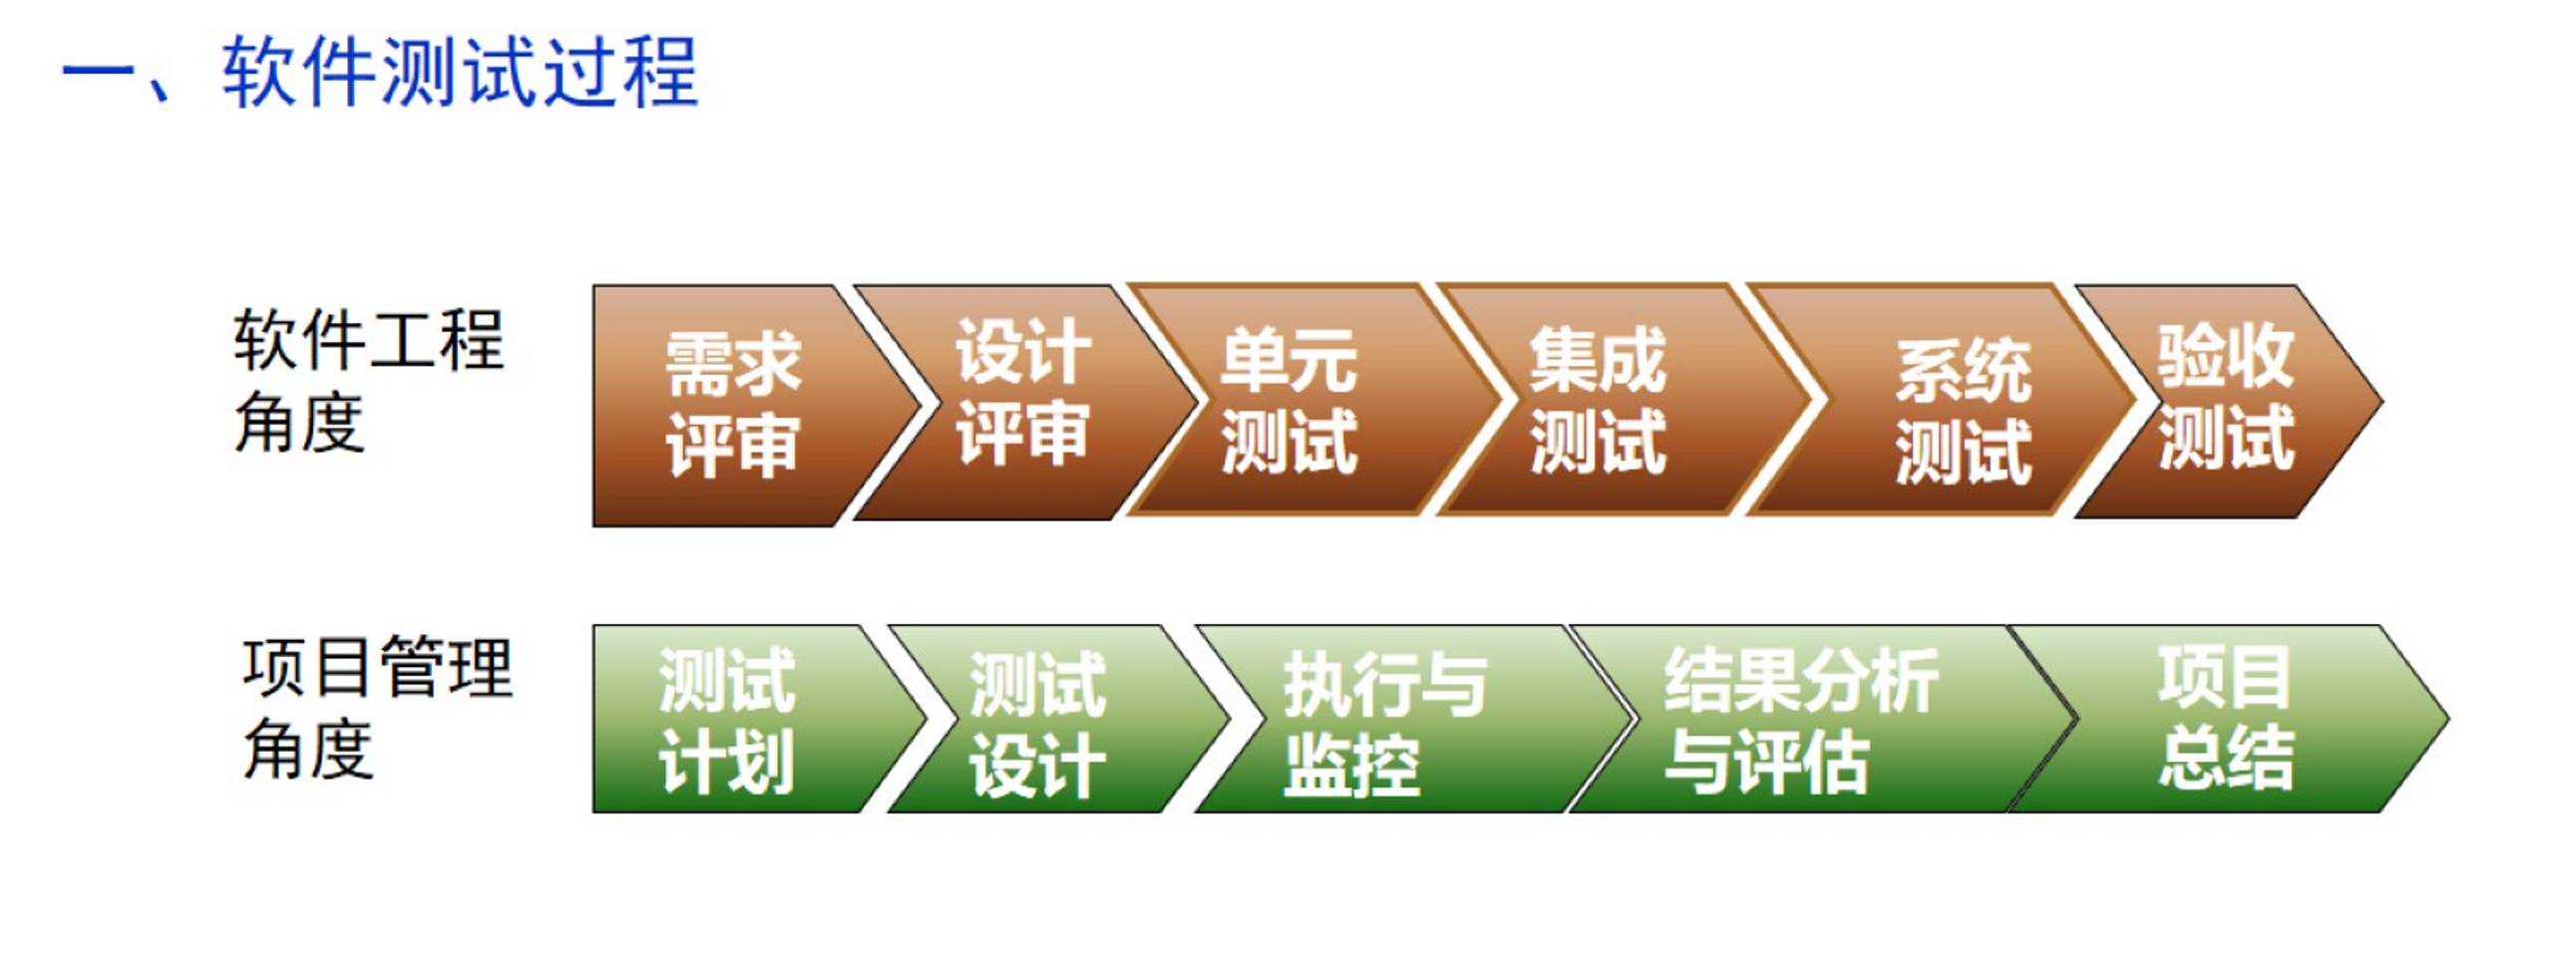 一、软件测试过程
软件工程
角度
需求
评审
设计
评审
单元
测试
集成
测试
系统
测试
验收
测试
项目管理
角度
测试
计划
测试
设计
执行与
监控
结果分析
与评估
项目
总结